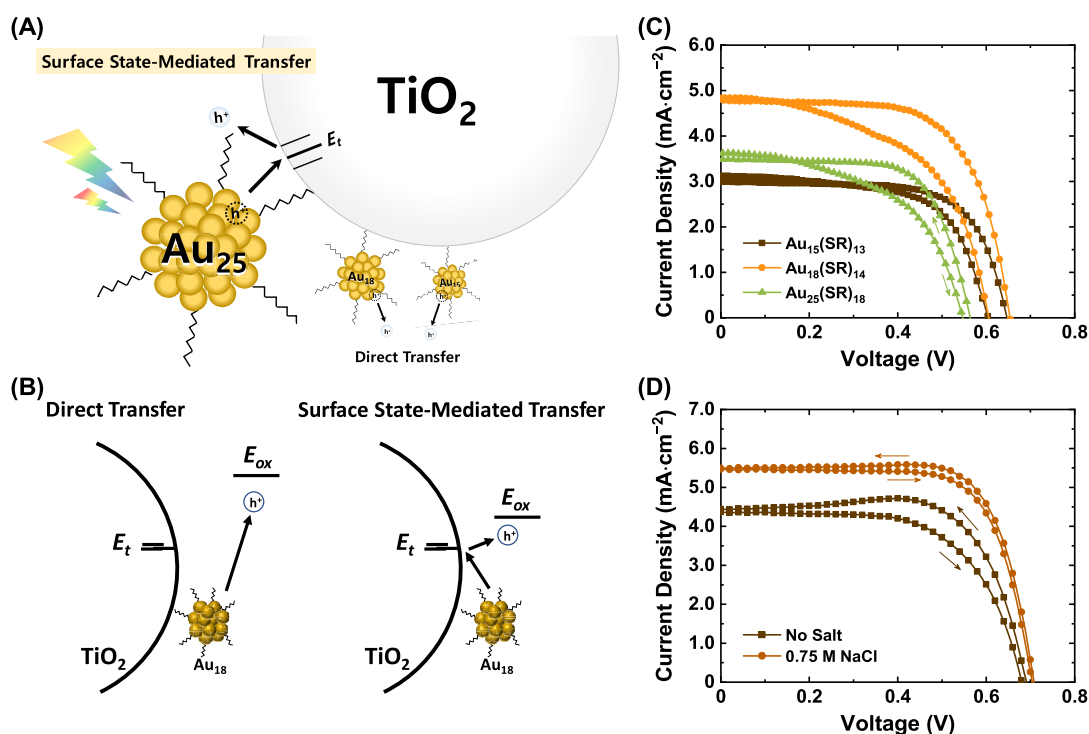 (A)
Surface State-Mediated Transfer
TiO₂
h⁺
Eₜ
h⁺
Au₂₅
Au₁₈
Au₁₅
h⁺
h⁺
h⁺
h⁺
Direct Transfer
(B)
Direct Transfer
Surface State-Mediated Transfer
Eₒₓ
h⁺
Eₜ
TiO₂
Au₁₈
Eₒₓ
h⁺
Eₜ
TiO₂
Au₁₈
(C)
Current Density (mA·cm⁻²)
6.0
5.0
4.0
3.0
2.0
1.0
0
Au₁₅(SR)₁₃
Au₁₈(SR)₁₄
Au₂₅(SR)₁₈
0 0.2 0.4 0.6 0.8
Voltage (V)
(D)
Current Density (mA·cm⁻²)
7.0
6.0
5.0
4.0
3.0
2.0
1.0
0
No Salt
0.75 M NaCl
0 0.2 0.4 0.6 0.8
Voltage (V)